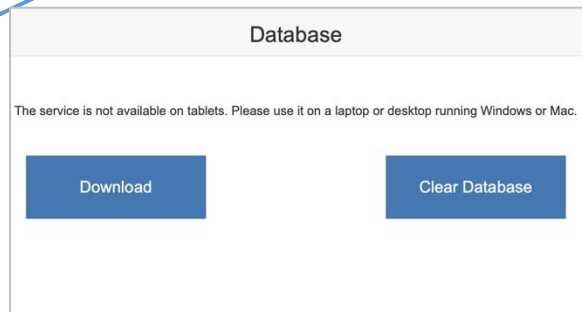 Database
The service is not available on tablets. Please use it on a laptop or desktop running Windows or Mac.
Download
Clear Database